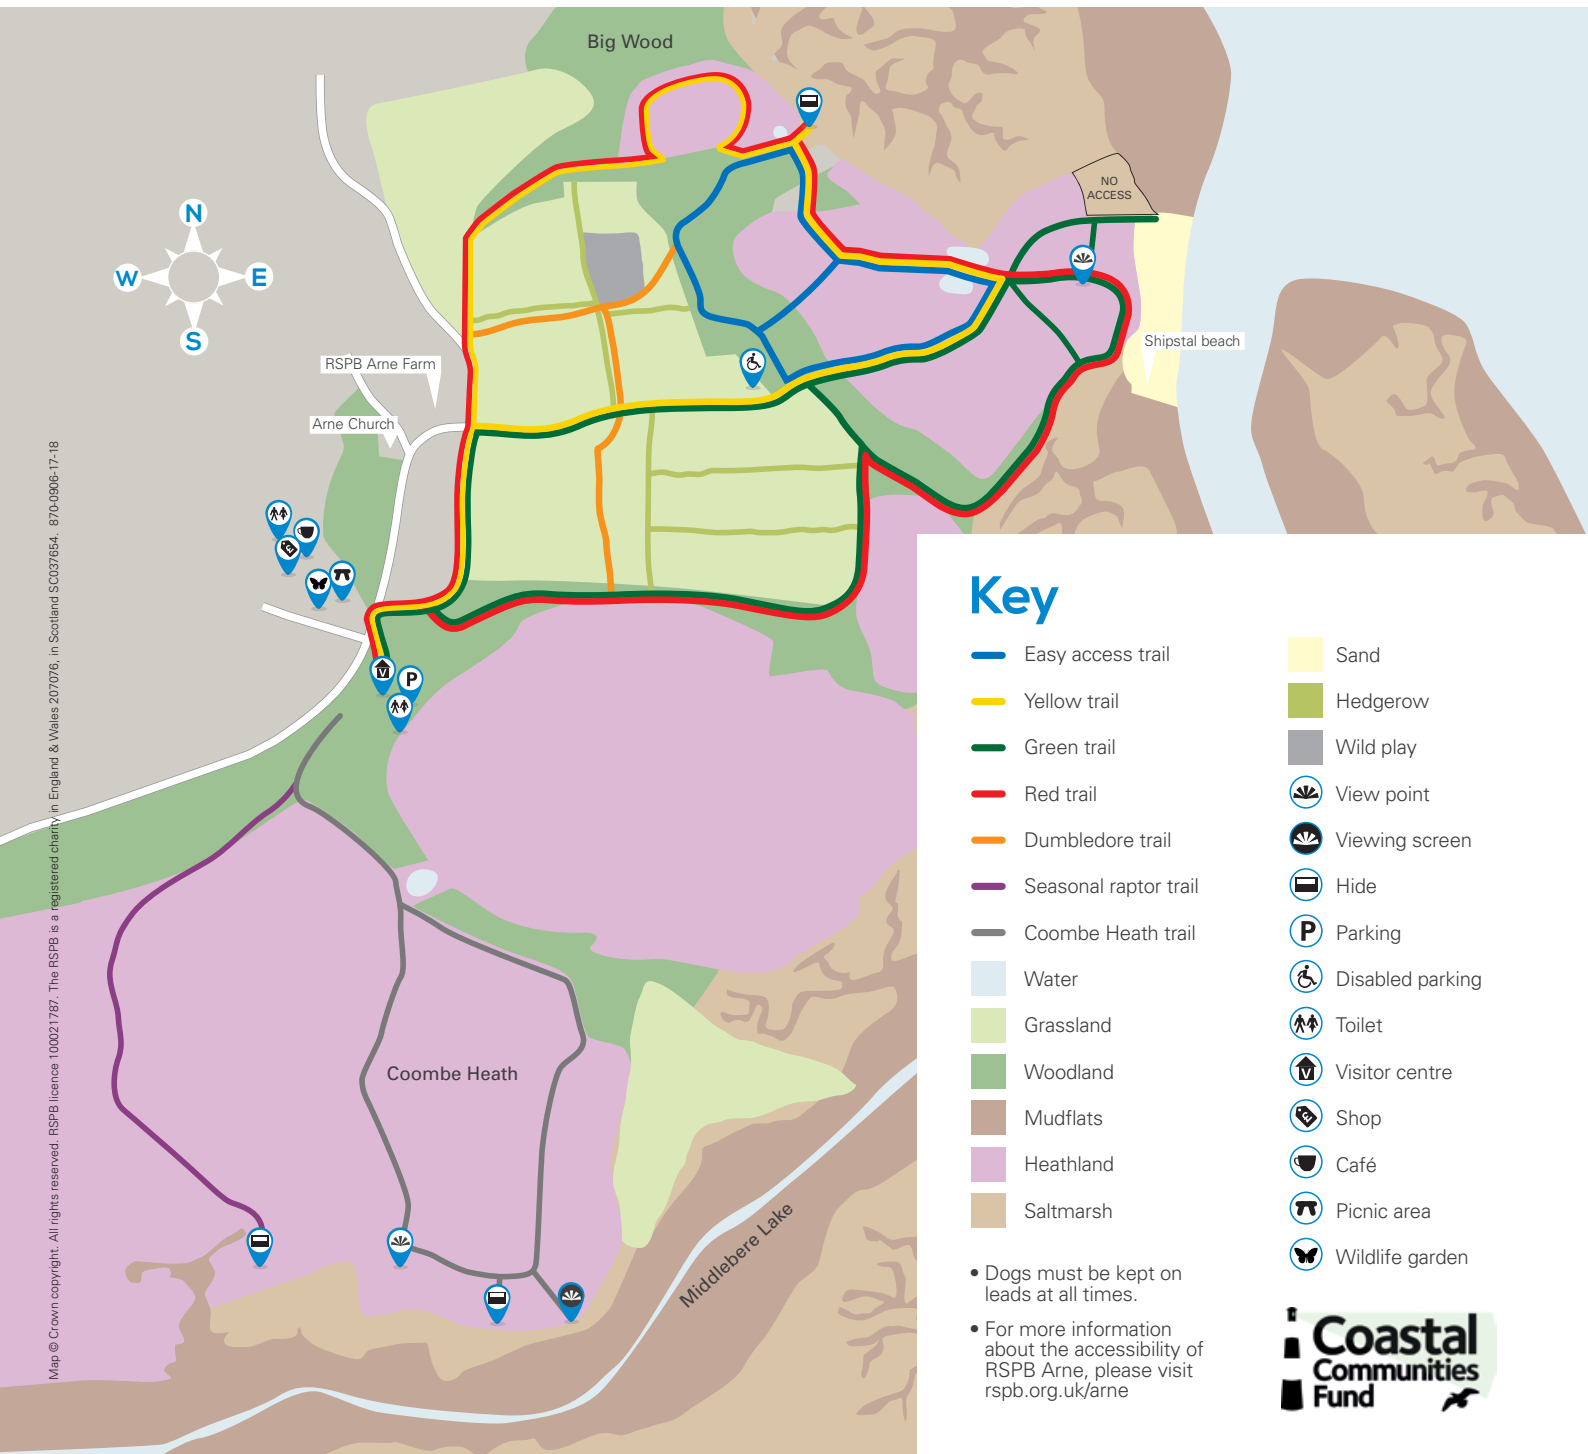 Big Wood
N
W
E
S
NO
ACCESS
RSPB Arne Farm
Arne Church
Shipstal beach
V
P
Coombe Heath
Middlebere Lake
Map © Crown copyright. All rights reserved. RSPB licence 100021787. The RSPB is a registered charity in England & Wales 207076, in Scotland SC037654. 870-0906-17-18
Key
Easy access trail
Yellow trail
Green trail
Red trail
Dumbledore trail
Seasonal raptor trail
Coombe Heath trail
Water
Grassland
Woodland
Mudflats
Heathland
Saltmarsh
Sand
Hedgerow
Wild play
View point
Viewing screen
Hide
P Parking
Disabled parking
Toilet
V Visitor centre
£ Shop
Café
Picnic area
Wildlife garden
• Dogs must be kept on
leads at all times.
• For more information
about the accessibility of
RSPB Arne, please visit
rspb.org.uk/arne
Coastal
Communities
Fund